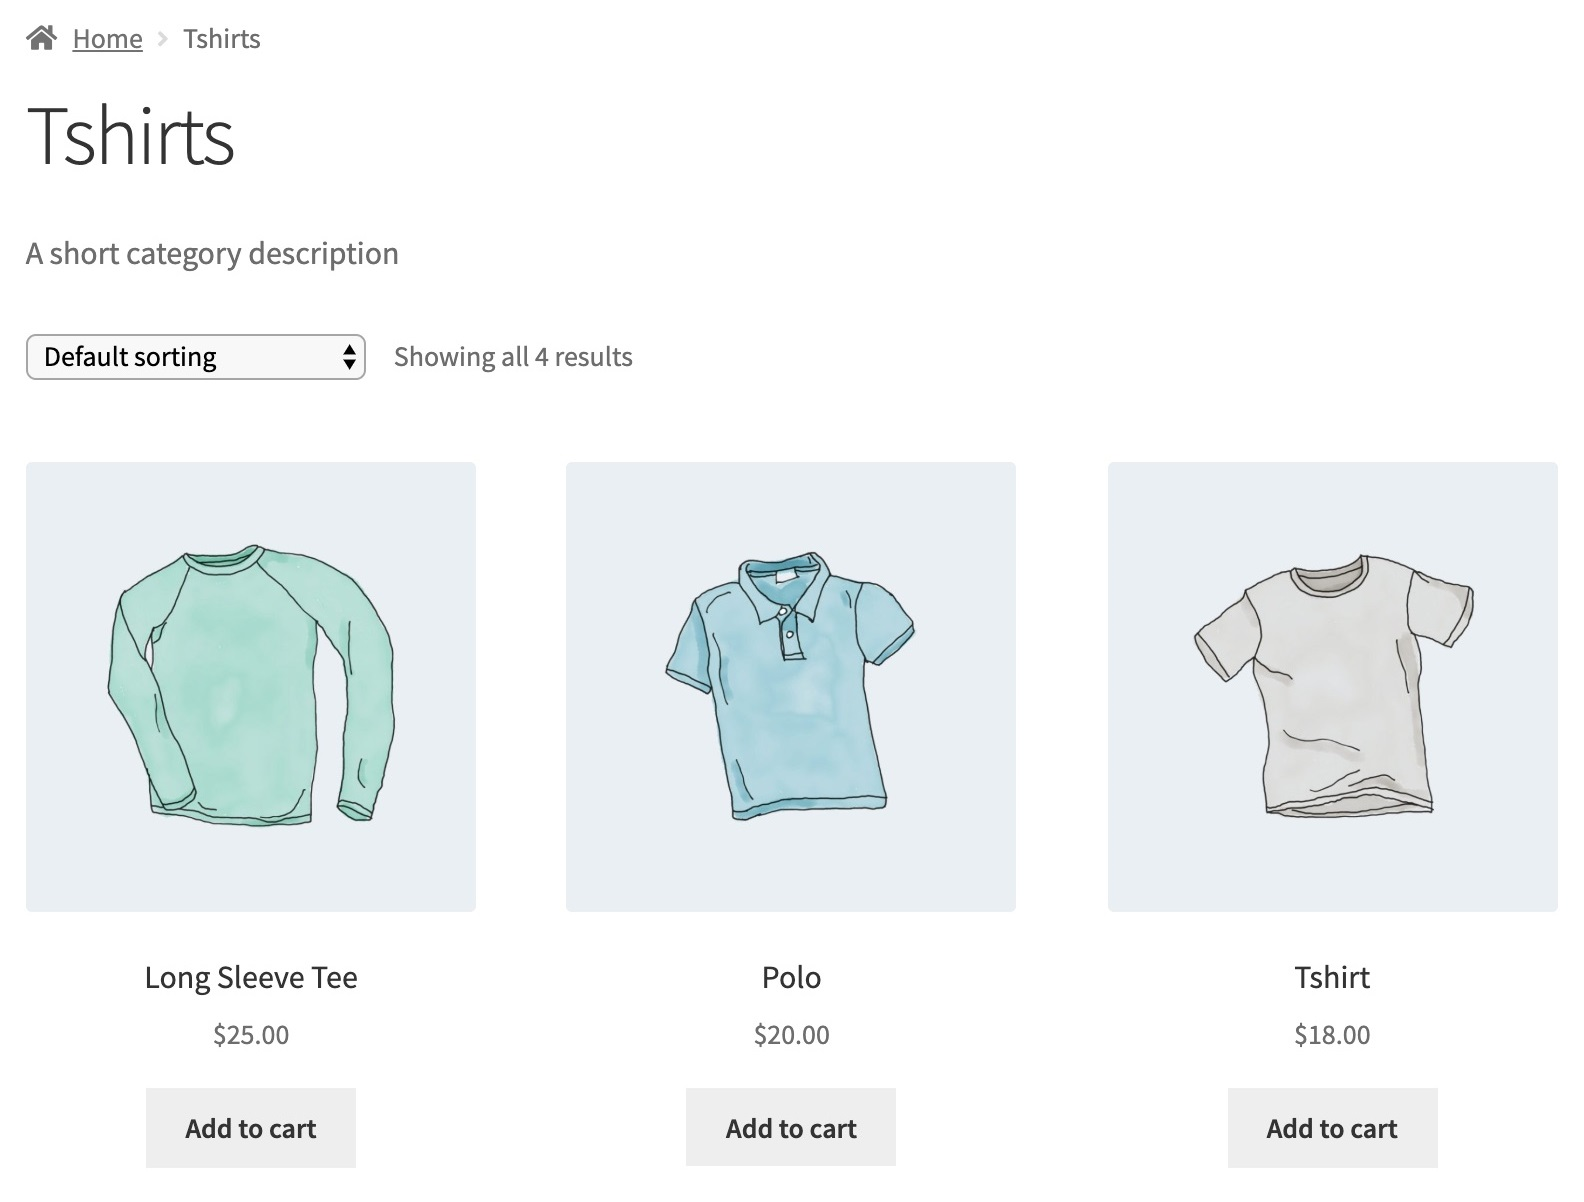 Home > Tshirts
Tshirts
A short category description
Default sorting Showing all 4 results
Long Sleeve Tee Polo Tshirt
$25.00 $20.00 $18.00
Add to cart Add to cart Add to cart